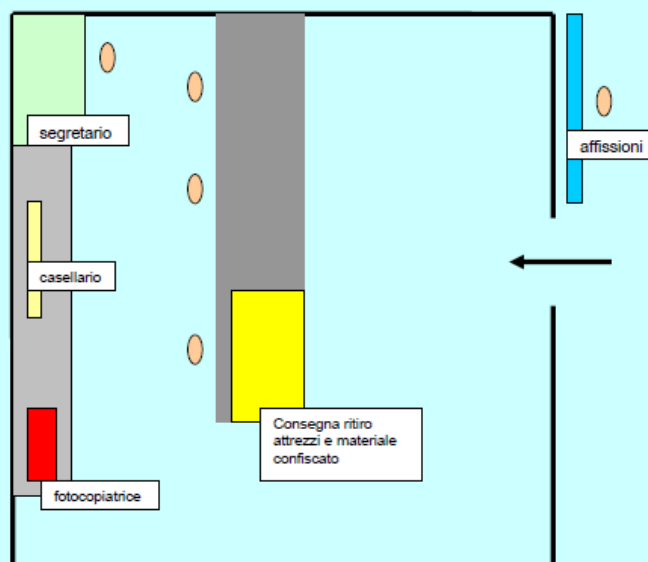 segretario
affissioni
casellario
Consegna ritiro
attrezzi e materiale
confiscato
fotocopiatrice